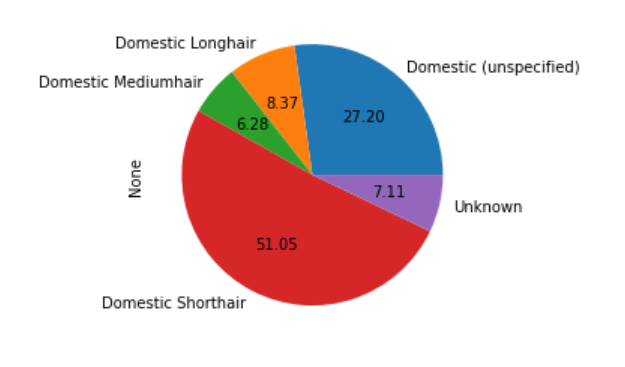 Domestic Longhair
Domestic (unspecified)
Domestic Mediumhair
8.37
27.20
6.28
None
7.11
Unknown
51.05
Domestic Shorthair